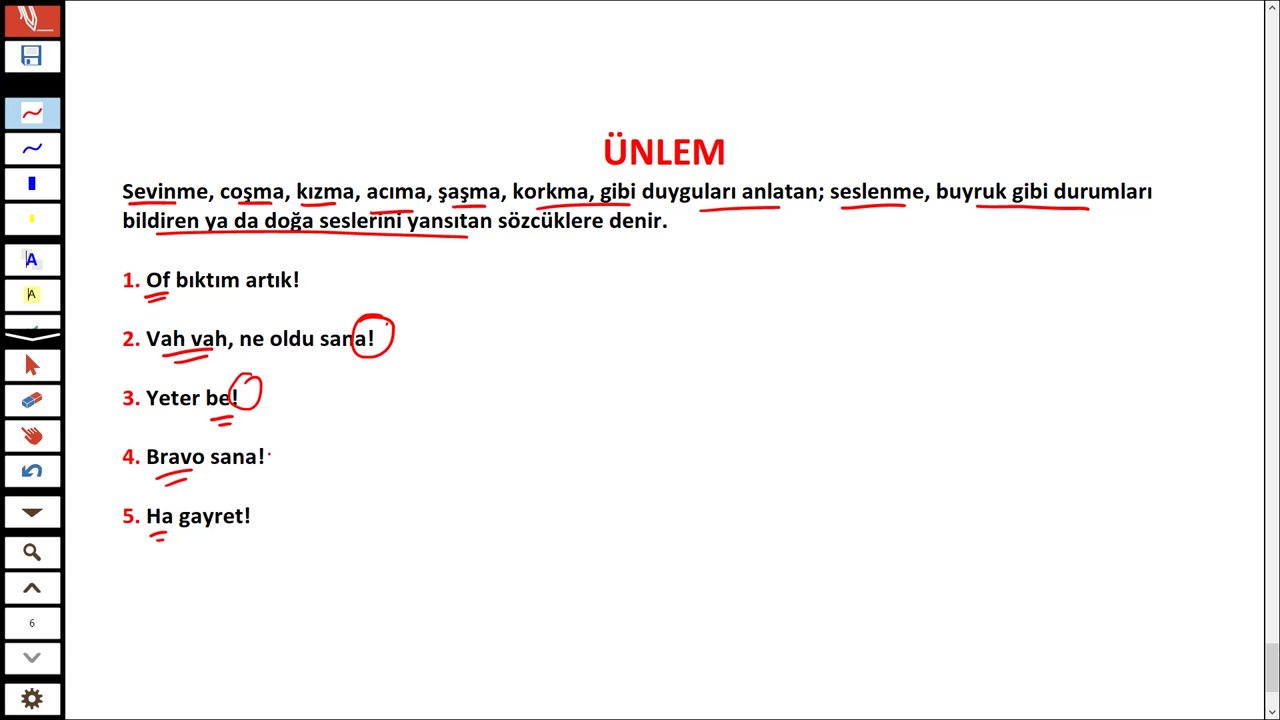 ÜNLEM
Sevinme, coşma, kızma, acıma, şaşma, korkma, gibi duyguları anlatan; seslenme, buyruk gibi durumları
bildiren ya da doğa seslerini yansıtan sözcüklere denir.
1. Of bıktım artık!
2. Vah vah, ne oldu sana!
3. Yeter be!
4. Bravo sana!
5. Ha gayret!
A
A
6